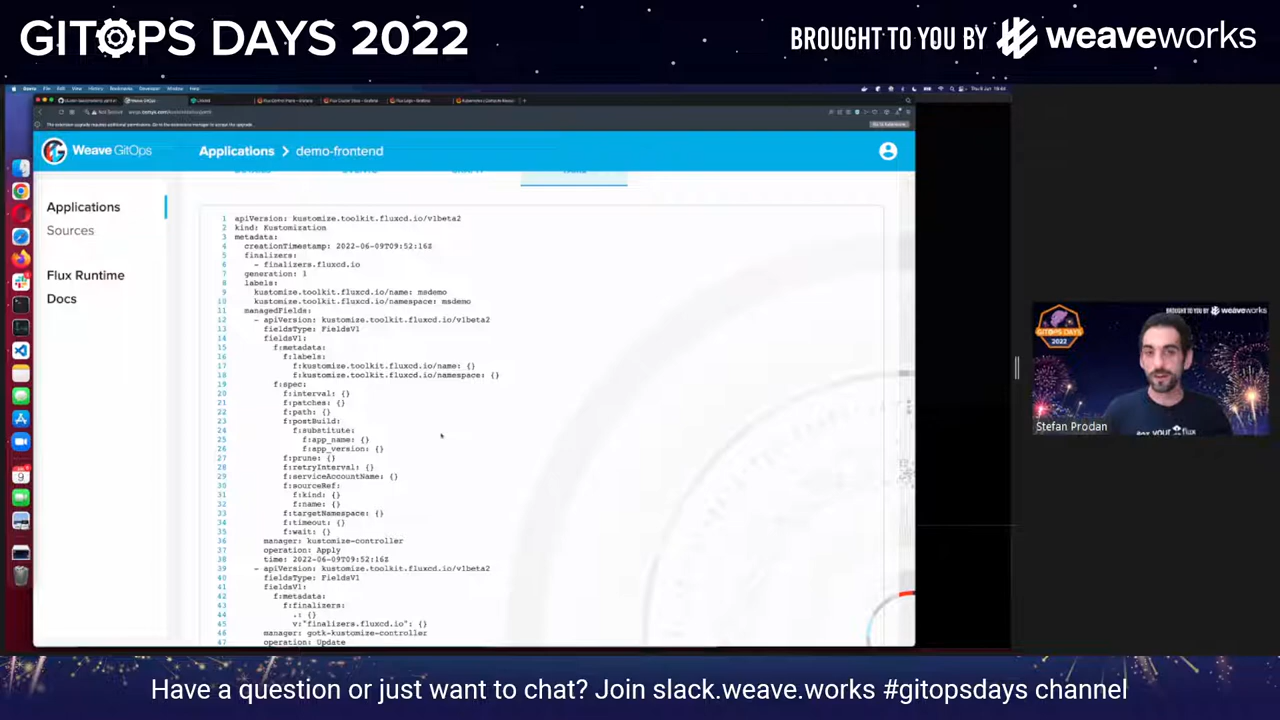 GITOPS DAYS 2022
BROUGHT TO YOU BY weaveworks
Weave GitOps
Applications > demo-frontend
Applications
Sources
Flux Runtime
Docs
1 apiVersion: kustomize.toolkit.fluxcd.io/v1beta2
2 kind: Kustomization
3 metadata:
4 creationTimestamp: 2022-06-09T09:52:16Z
5 finalizers:
6 - finalizers.fluxcd.io
7 generation: 1
8 labels:
9 kustomize.toolkit.fluxcd.io/name: msdemo
10 kustomize.toolkit.fluxcd.io/namespace: msdemo
11 managedFields:
12 - apiVersion: kustomize.toolkit.fluxcd.io/v1beta2
13 fieldsType: FieldsV1
14 fieldsV1:
15 f:metadata:
16 f:labels:
17 f:kustomize.toolkit.fluxcd.io/name: {}
18 f:kustomize.toolkit.fluxcd.io/namespace: {}
19 f:spec:
20 f:interval: {}
21 f:patches: {}
22 f:path: {}
23 f:postBuild:
24 f:substitute:
25 f:app_name: {}
26 f:app_version: {}
27 f:prune: {}
28 f:retryInterval: {}
29 f:serviceAccountName: {}
30 f:sourceRef:
31 f:kind: {}
32 f:name: {}
33 f:targetNamespace: {}
34 f:timeout: {}
35 f:wait: {}
36 manager: kustomize-controller
37 operation: Apply
38 time: 2022-06-09T09:52:16Z
39 - apiVersion: kustomize.toolkit.fluxcd.io/v1beta2
40 fieldsType: FieldsV1
41 fieldsV1:
42 f:metadata:
43 f:finalizers:
44 .: {}
45 v:"finalizers.fluxcd.io": {}
46 manager: gotk-kustomize-controller
47 operation: Update
GITOPS DAYS
2022
BROUGHT TO YOU BY weaveworks
Stefan Prodan
Have a question or just want to chat? Join slack.weave.works #gitopsdays channel